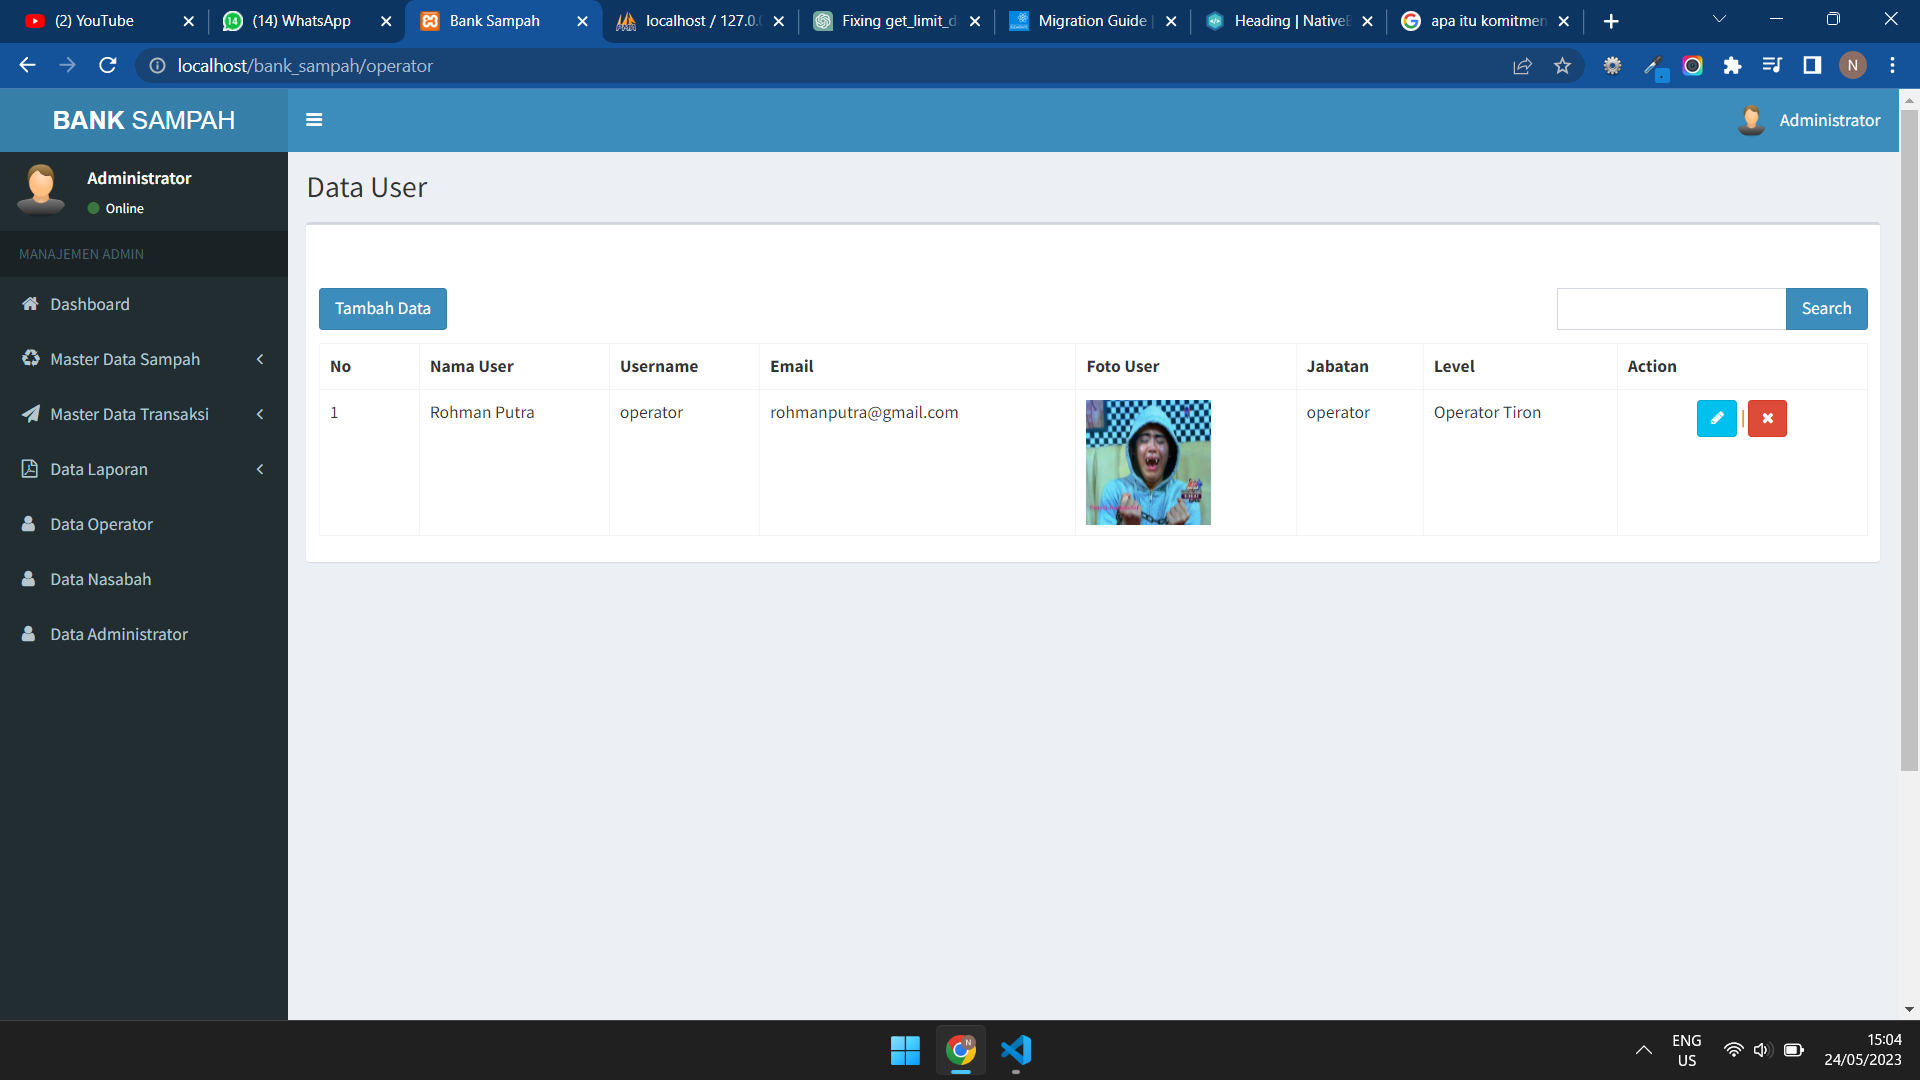 (2) YouTube
(14) WhatsApp
Bank Sampah
localhost / 127.0.
Fixing get_limit_d
Migration Guide |
Heading | Native
apa itu komitmen
localhost/bank_sampah/operator
N
BANK SAMPAH
Administrator
Administrator
Online
MANAJEMEN ADMIN
Dashboard
Master Data Sampah
Master Data Transaksi
Data Laporan
Data Operator
Data Nasabah
Data Administrator
Data User
Tambah Data
Search
No Nama User Username Email Foto User Jabatan Level Action
1 Rohman Putra operator rohmanputra@gmail.com operator Operator Tiron |
ENG
US
15:04
24/05/2023